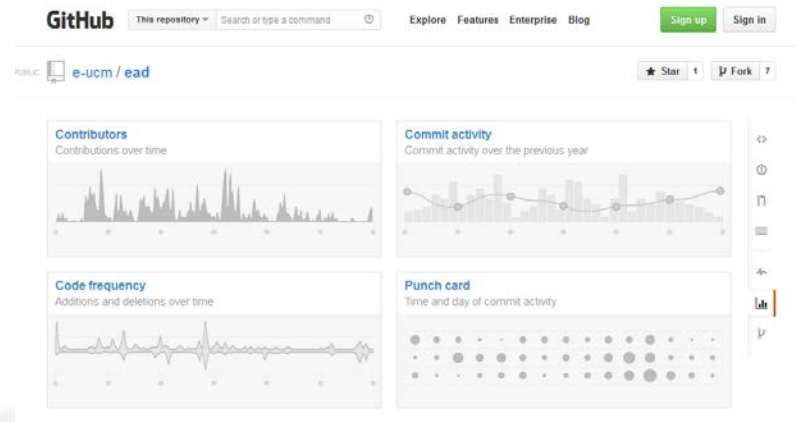 GitHub This repository Search or type a command Explore Features Enterprise Blog Sign up Sign in
PUBLIC e-ucm / ead Star 1 Fork 7
Contributors
Contributions over time
Commit activity
Commit activity over the previous year
Code frequency
Additions and deletions over time
Punch card
Time and day of commit activity